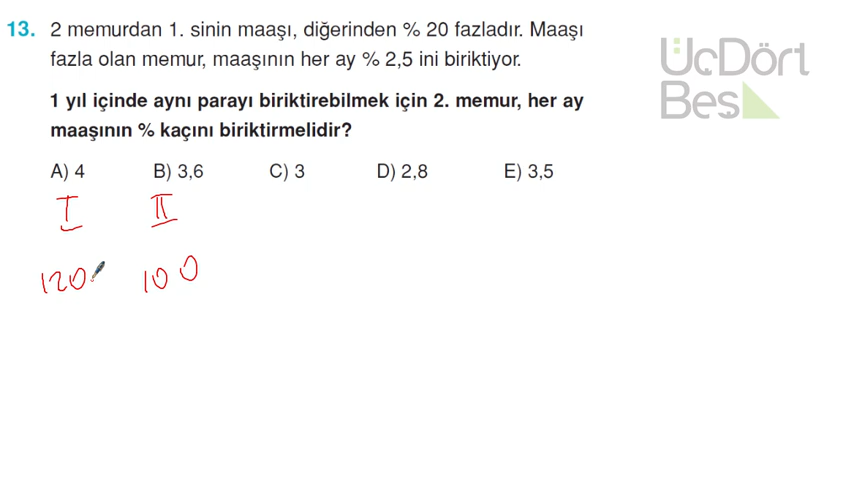 13. 2 memurdan 1. sinin maaşı, diğerinden % 20 fazladır. Maaşı
fazla olan memur, maaşının her ay % 2,5 ini biriktiyor.
1 yıl içinde aynı parayı biriktirebilmek için 2. memur, her ay
maaşının % kaçını biriktirmelidir?
A) 4 B) 3,6 C) 3 D) 2,8 E) 3,5
I II
120 100
ÜçDört
Beş